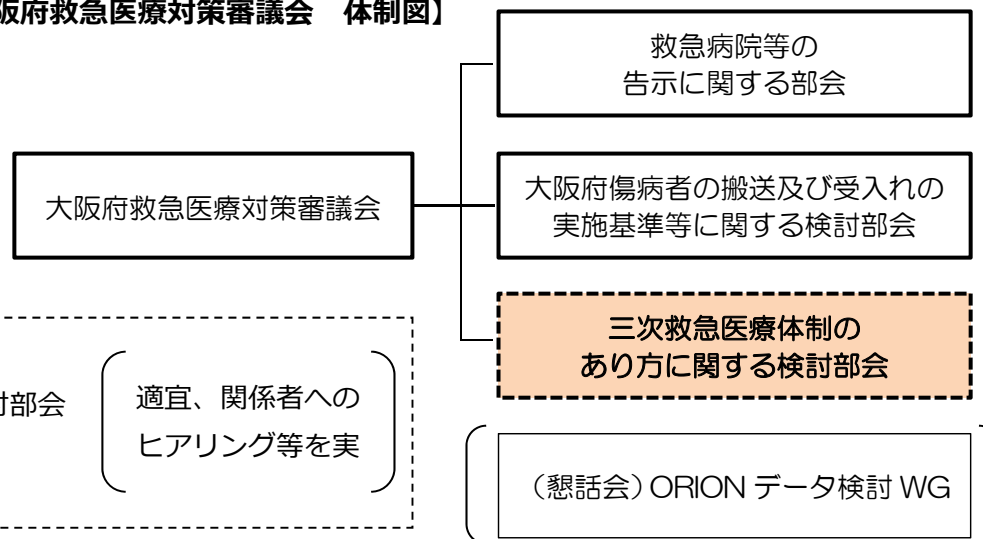 阪府救急医療対策審議会　体制図】
救急病院等の
告示に関する部会
大阪府救急医療対策審議会
大阪府傷病者の搬送及び受入れの
実施基準等に関する検討部会
三次救急医療体制の
あり方に関する検討部会
討部会
適宜、関係者への
ヒアリング等を実
（懇話会）ORION データ検討 WG